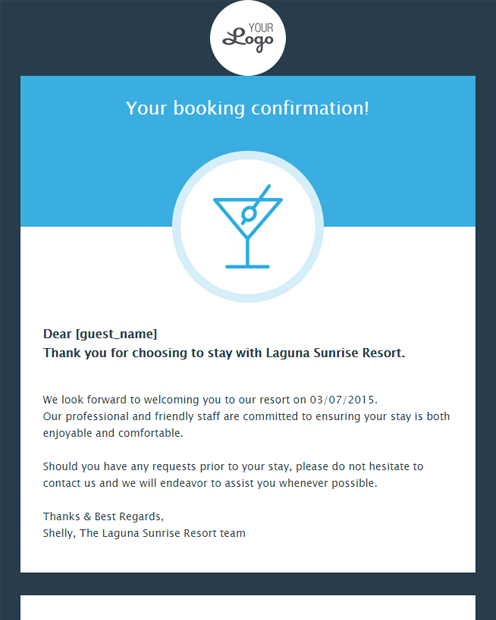 YOUR
Logo
Your booking confirmation!
Dear [guest_name]
Thank you for choosing to stay with Laguna Sunrise Resort.
We look forward to welcoming you to our resort on 03/07/2015.
Our professional and friendly staff are committed to ensuring your stay is both
enjoyable and comfortable.
Should you have any requests prior to your stay, please do not hesitate to
contact us and we will endeavor to assist you whenever possible.
Thanks & Best Regards,
Shelly, The Laguna Sunrise Resort team